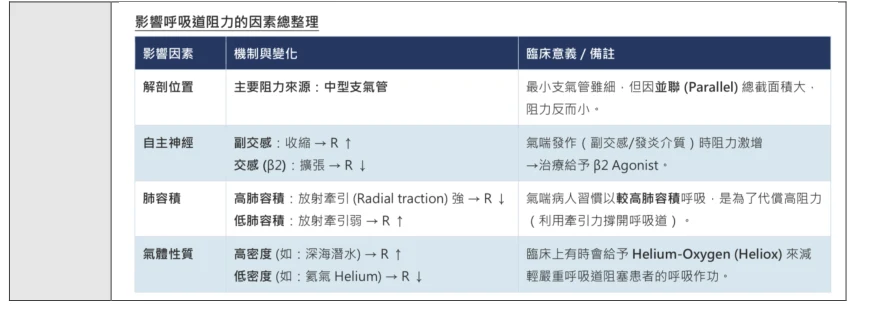 影響呼吸道阻力的因素總整理
影響因素 機制與變化 臨床意義 / 備註
解剖位置 主要阻力來源：中型支氣管 最小支氣管雖細，但因並聯 (Parallel) 總截面積大，
阻力反而小。
自主神經 副交感：收縮 → R ↑ 氣喘發作（副交感/發炎介質）時阻力激增
交感 (β2)：擴張 → R ↓ →治療給予 β2 Agonist。
肺容積 高肺容積：放射牽引 (Radial traction) 強 → R ↓ 氣喘病人習慣以較高肺容積呼吸，是為了代償高阻力
低肺容積：放射牽引弱 → R ↑ （利用牽引力撐開呼吸道）。
氣體性質 高密度 (如：深海潛水) → R ↑ 臨床上有時會給予 Helium-Oxygen (Heliox) 來減
低密度 (如：氦氣 Helium) → R ↓ 輕嚴重呼吸道阻塞患者的呼吸作功。